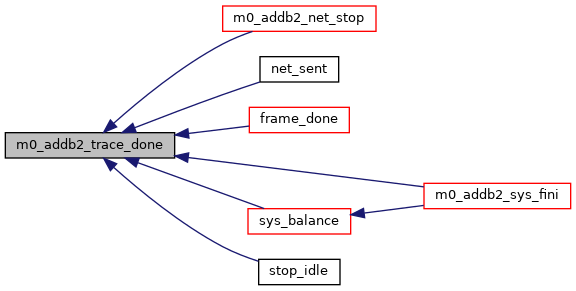 m0_addb2_net_stop
net_sent
frame_done
m0_addb2_trace_done
m0_addb2_sys_fini
sys_balance
stop_idle